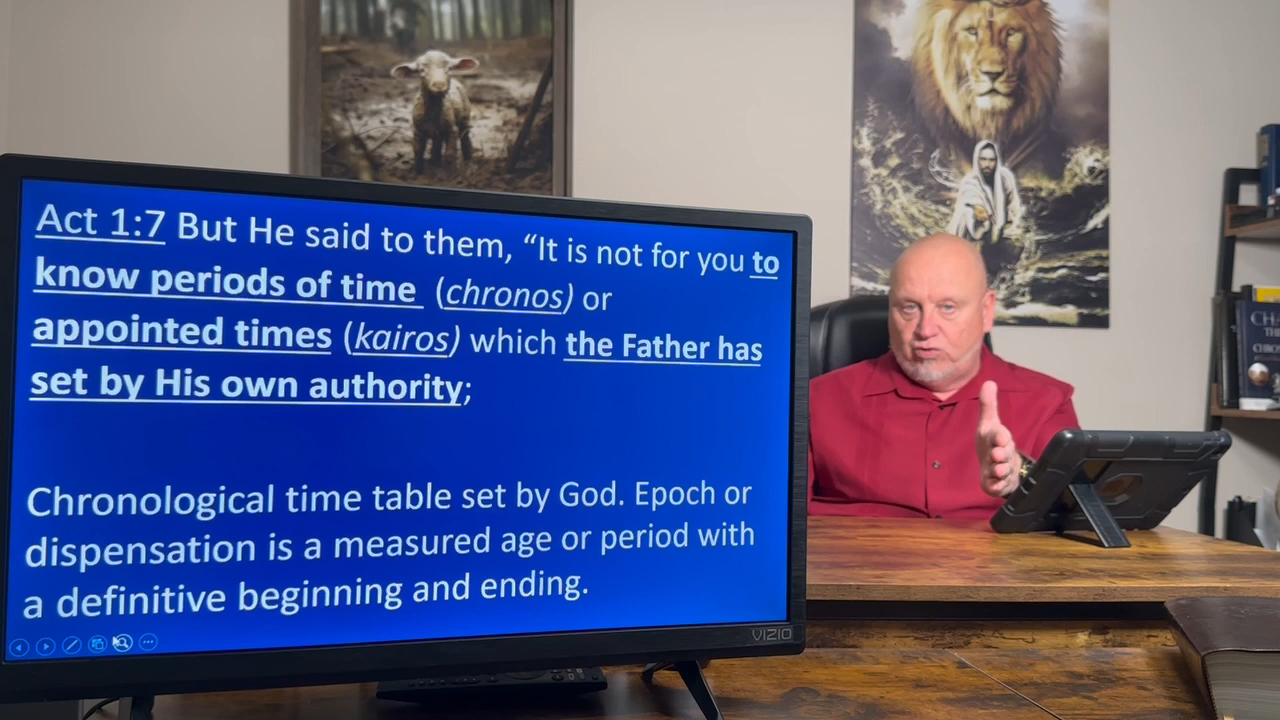 Act 1:7 But He said to them, “It is not for you to
know periods of time (chronos) or
appointed times (kairos) which the Father has
set by His own authority;
Chronological time table set by God. Epoch or
dispensation is a measured age or period with
a definitive beginning and ending.
VIZIO